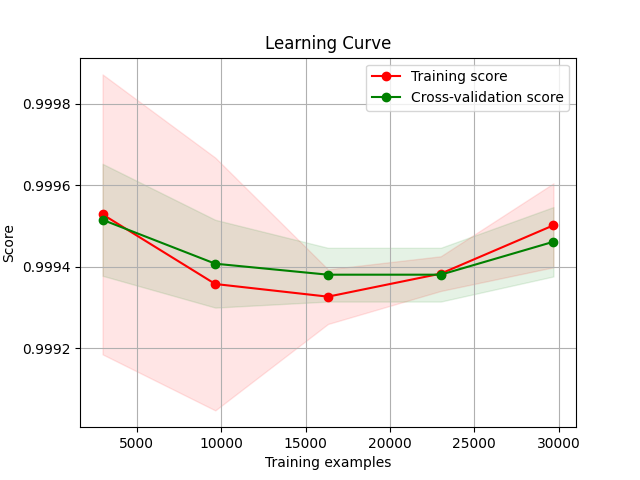 Learning Curve
Training score
Cross-validation score
0.9998
0.9996
0.9994
0.9992
Score
5000
10000
15000
20000
25000
30000
Training examples